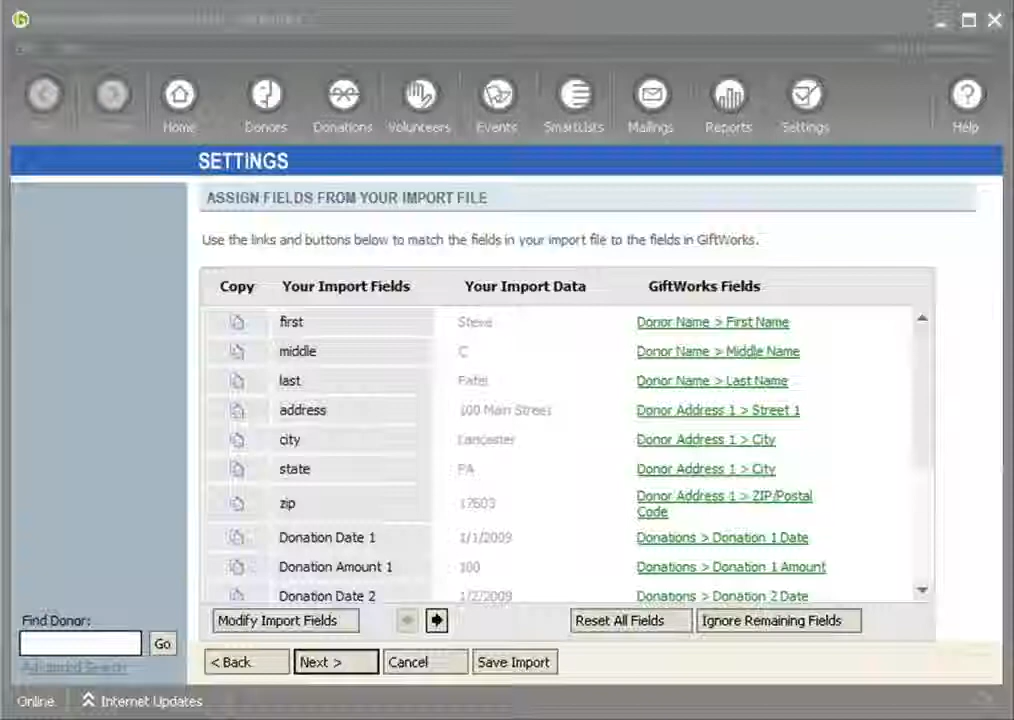 Home Donors Donations Volunteers Events SmartLists Mailings Reports Settings Help
SETTINGS
ASSIGN FIELDS FROM YOUR IMPORT FILE
Use the links and buttons below to match the fields in your import file to the fields in GiftWorks.
Copy Your Import Fields Your Import Data GiftWorks Fields
first Steve Donor Name > First Name
middle C Donor Name > Middle Name
last Patel Donor Name > Last Name
address 100 Main Street Donor Address 1 > Street 1
city Lancaster Donor Address 1 > City
state PA Donor Address 1 > City
zip 17603 Donor Address 1 > ZIP/Postal
Code
Donation Date 1 1/1/2009 Donations > Donation 1 Date
Donation Amount 1 100 Donations > Donation 1 Amount
Donation Date 2 1/2/2009 Donations > Donation 2 Date
Modify Import Fields Reset All Fields Ignore Remaining Fields
Find Donor:
Go
Advanced Search
< Back Next > Cancel Save Import
Online Internet Updates